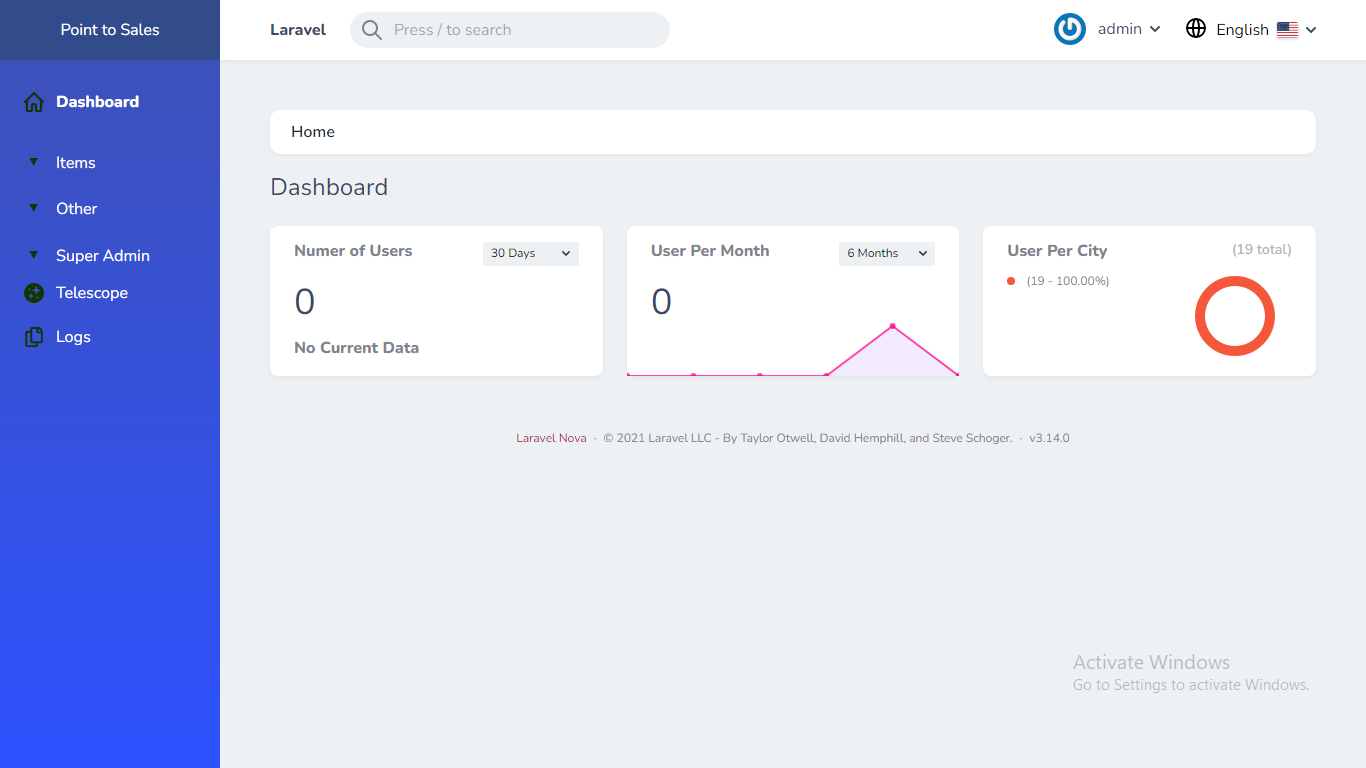 Point to Sales
Laravel
Press / to search
admin
English
Dashboard
Items
Other
Super Admin
Telescope
Logs
Home
Dashboard
Numer of Users
30 Days
0
No Current Data
User Per Month
6 Months
0
User Per City
(19 total)
(19 - 100.00%)
Laravel Nova · © 2021 Laravel LLC - By Taylor Otwell, David Hemphill, and Steve Schoger. · v3.14.0
Activate Windows
Go to Settings to activate Windows.